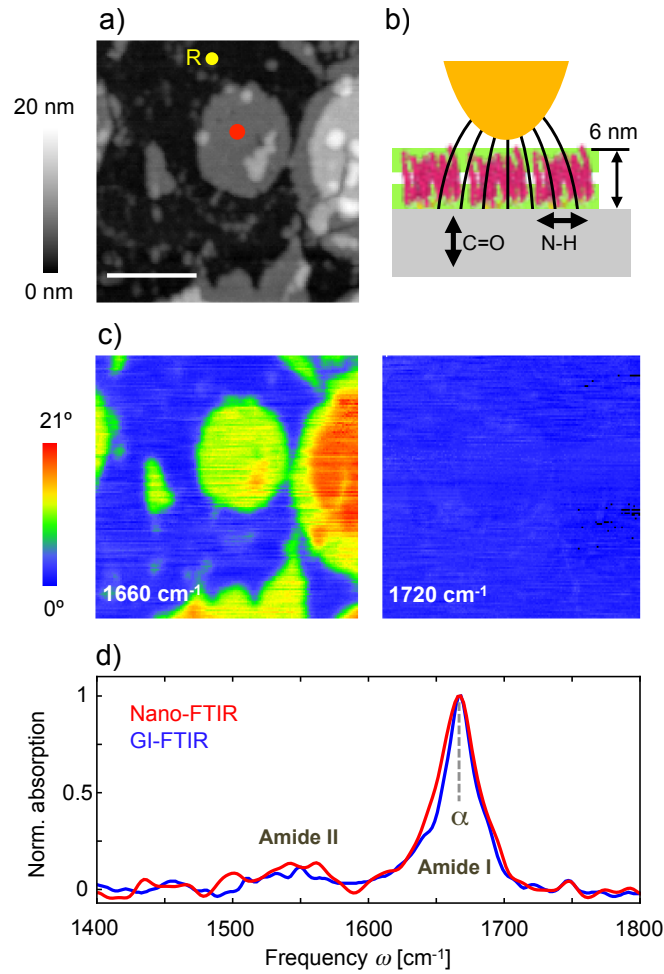 a)
R
20 nm
0 nm
b)
6 nm
C=O
N-H
c)
21º
0º
1660 cm⁻¹
1720 cm⁻¹
d)
Norm. absorption
1
0.5
0
Nano-FTIR
GI-FTIR
Amide II
α
Amide I
1400 1500 1600 1700 1800
Frequency ω [cm⁻¹]